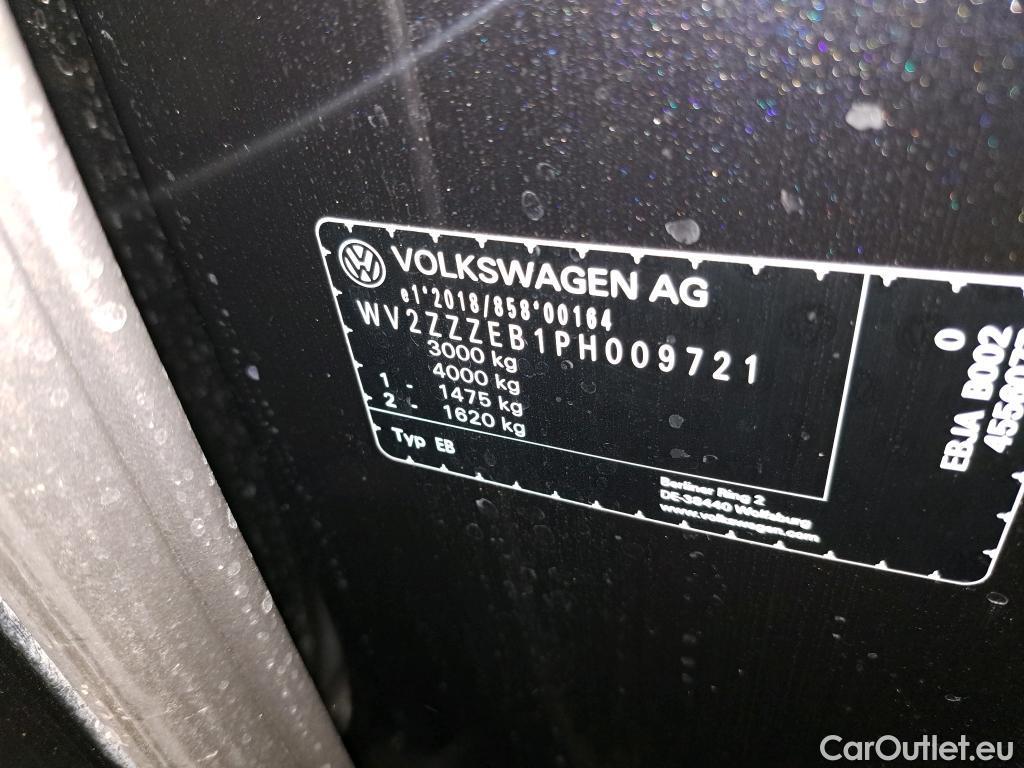 VOLKSWAGEN AG
e1*2018/858*00164
WV2ZZZEB1PH009721
3000 kg
4000 kg
1 - 1475 kg
2 - 1620 kg
Typ EB
Berliner Ring 2
DE-38440 Wolfsburg
www.volkswagen.com
0
EBJA B002
CarOutlet.eu